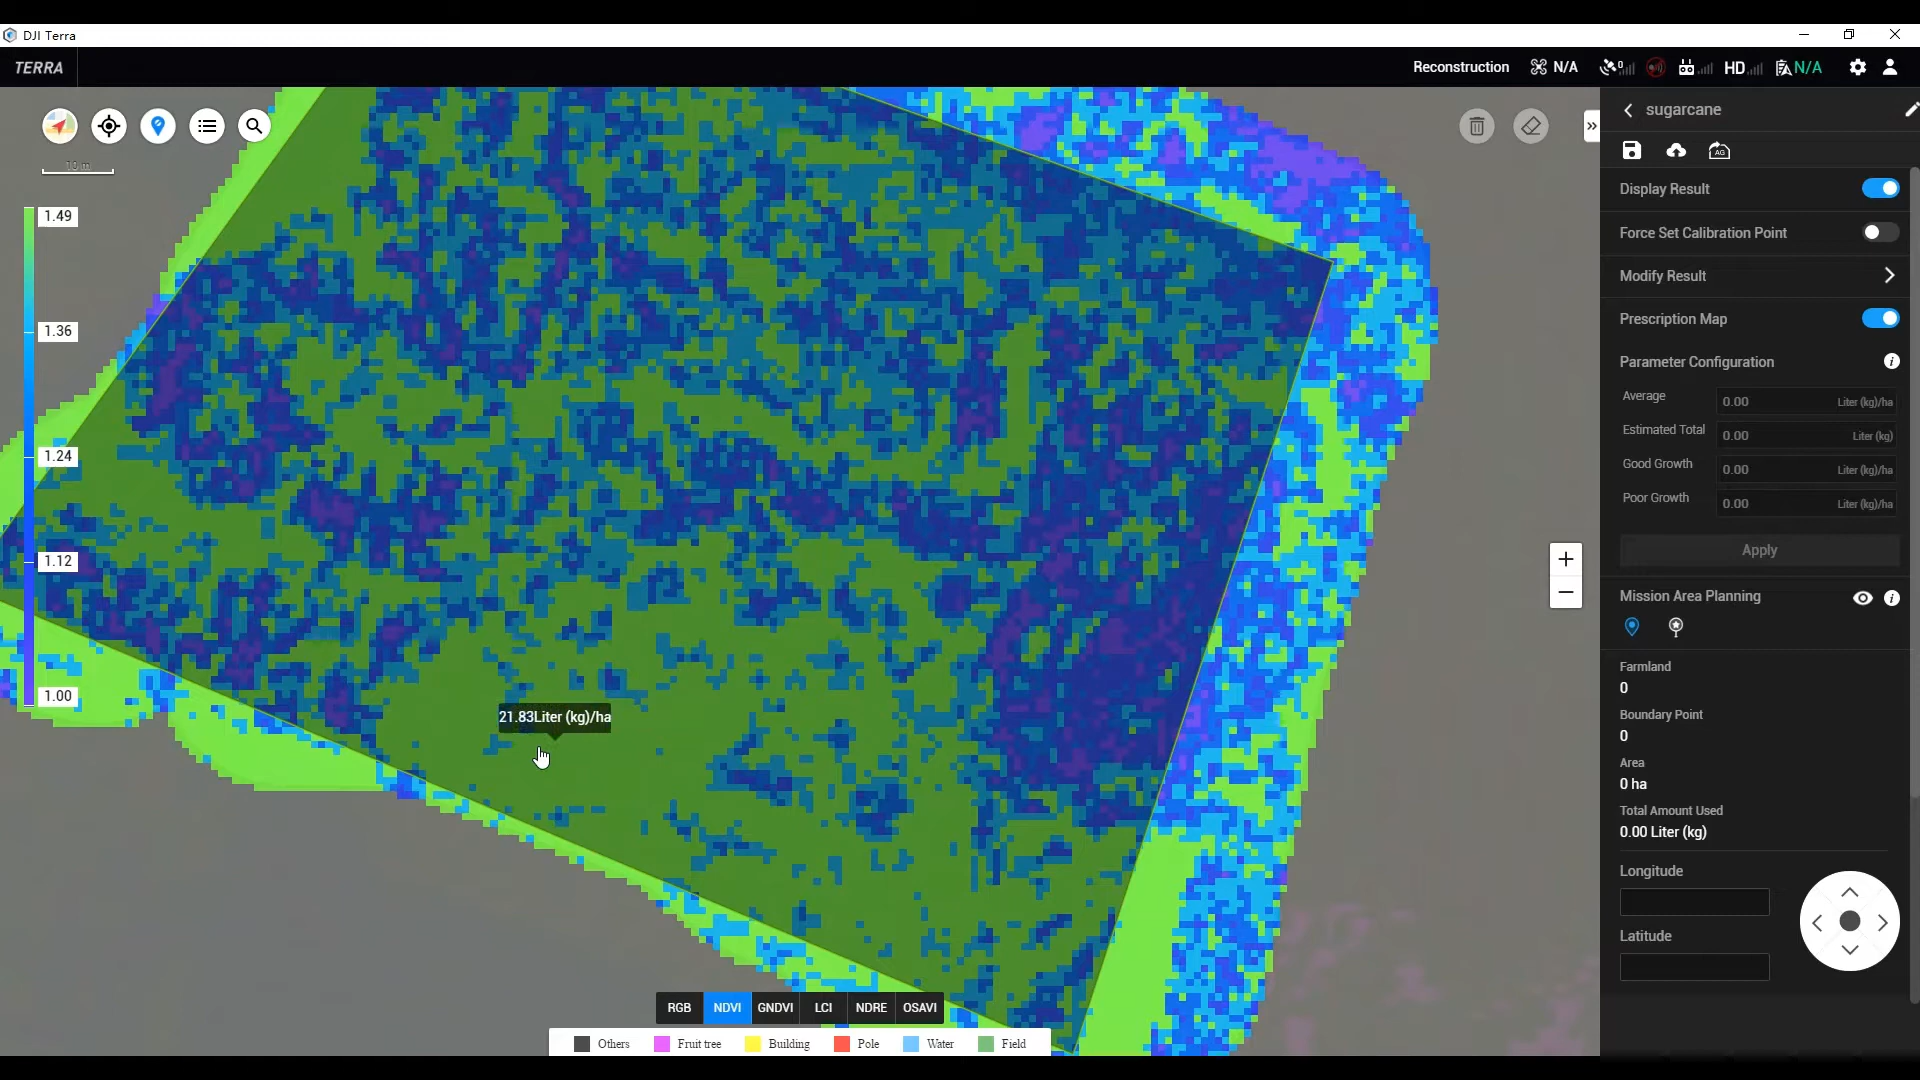 DJI Terra
TERRA
Reconstruction
N/A
0
HD
N/A
10 m
1.49
1.36
1.24
1.12
1.00
21.83Liter (kg)/ha
sugarcane
AG
Display Result
Force Set Calibration Point
Modify Result
Prescription Map
Parameter Configuration
Average 0.00 Liter (kg)/ha
Estimated Total 0.00 Liter (kg)
Good Growth 0.00 Liter (kg)/ha
Poor Growth 0.00 Liter (kg)/ha
Apply
Mission Area Planning
Farmland
0
Boundary Point
0
Area
0 ha
Total Amount Used
0.00 Liter (kg)
Longitude
Latitude
RGB NDVI GNDVI LCI NDRE OSAVI
Others Fruit tree Building Pole Water Field